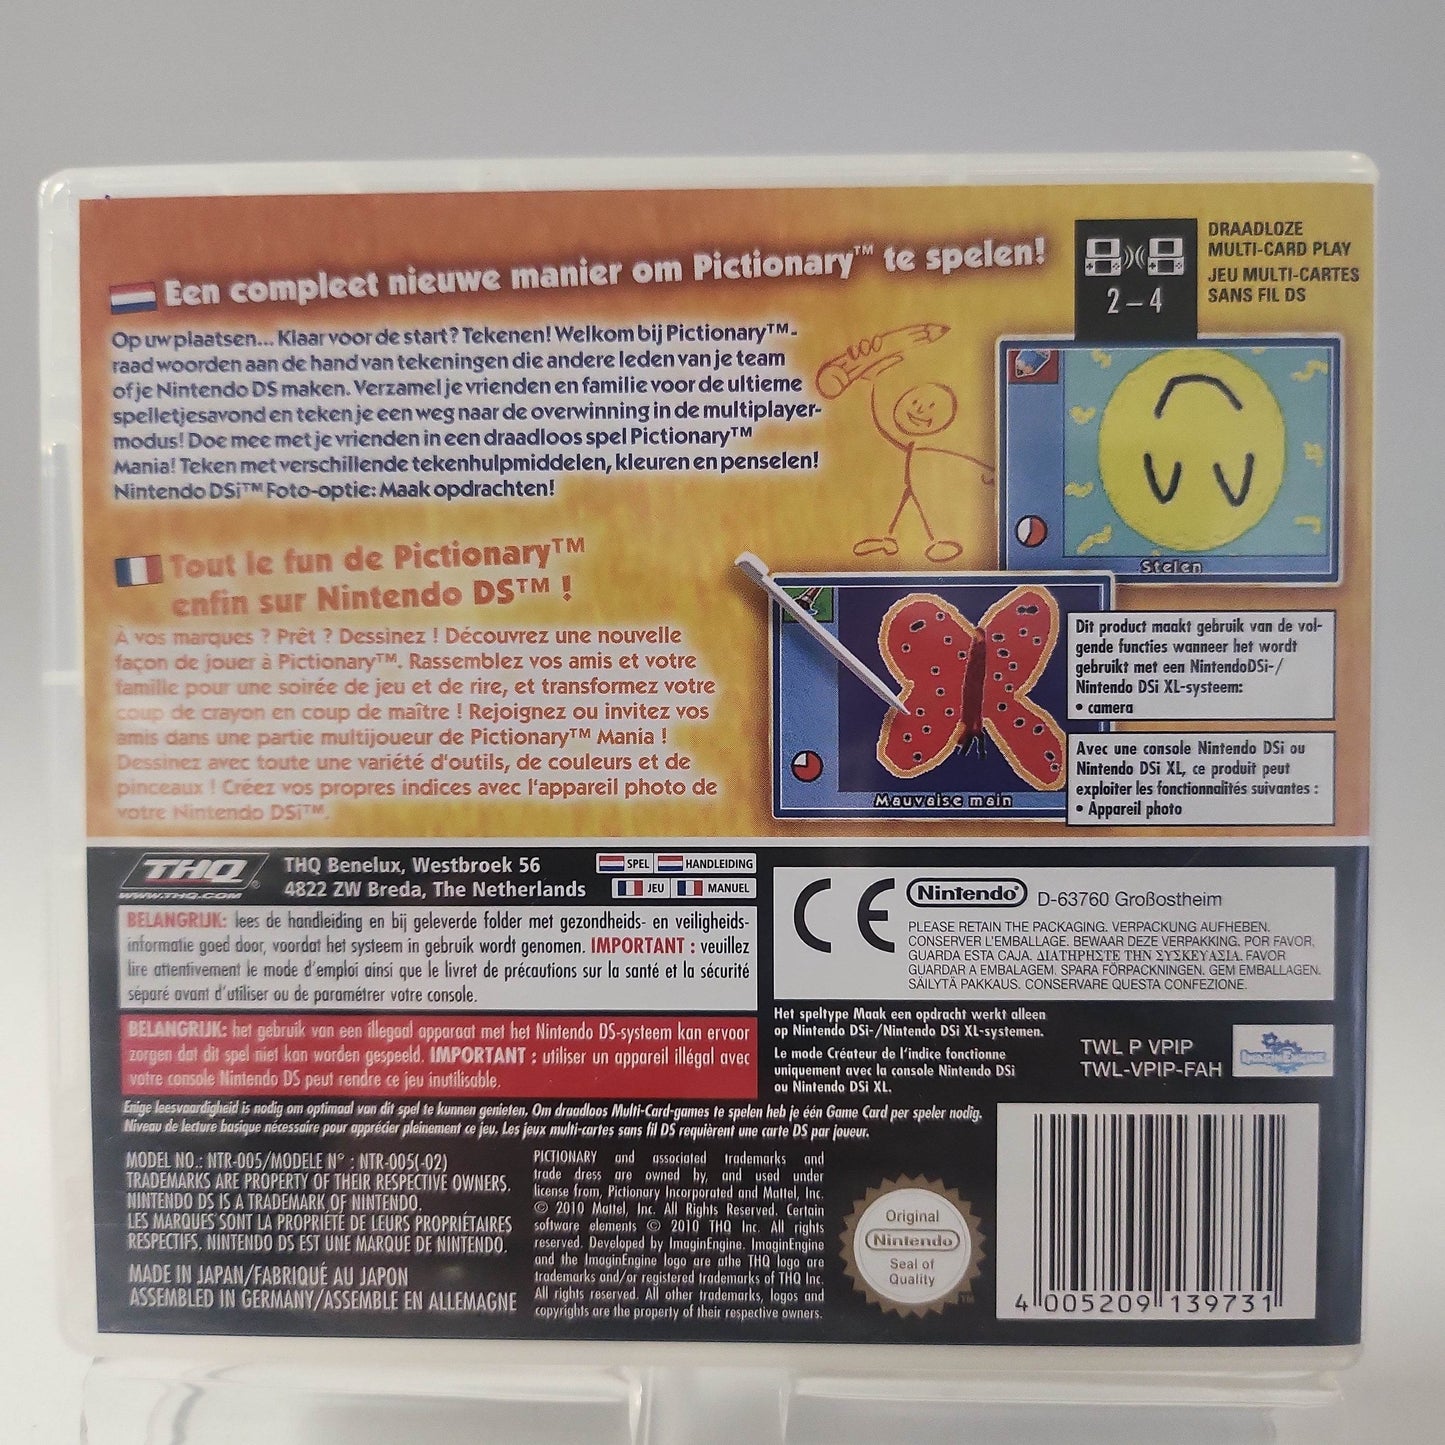 Een compleet nieuwe manier om Pictionary™ te spelen!
Op uw plaatsen... Klaar voor de start? Tekenen! Welkom bij Pictionary™-
raad woorden aan de hand van tekeningen die andere leden van je team
of je Nintendo DS maken. Verzamel je vrienden en familie voor de ultieme
spelletjesavond en teken je een weg naar de overwinning in de multiplayer-
modus! Doe mee met je vrienden in een draadloos spel Pictionary™
Mania! Teken met verschillende tekenhulpmiddelen, kleuren en penselen!
Nintendo DSi™ Foto-optie: Maak opdrachten!
Tout le fun de Pictionary™
enfin sur Nintendo DS™ !
A vos marques ? Prêt ? Dessinez ! Découvrez une nouvelle
façon de jouer à Pictionary™. Rassemblez vos amis et votre
famille pour une soirée de jeu et de rire, et transformez votre
coup de crayon en coup de maître ! Rejoignez ou invitez vos
amis dans une partie multijoueur de Pictionary™ Mania !
Dessinez avec toute une variété d'outils, de couleurs et de
pinceaux ! Créez vos propres indices avec l'appareil photo de
votre Nintendo DSi™.
2 – 4
DRAADLOZE
MULTI-CARD PLAY
JEU MULTI-CARTES
SANS FIL DS
Stelen
Mauvaise main
Dit product maakt gebruik van de vol-
gende functies wanneer het wordt
gebruikt met een NintendoDSi-/
Nintendo DSi XL-systeem:
• camera
Avec une console Nintendo DSi ou
Nintendo DSi XL, ce produit peut
exploiter les fonctionnalités suivantes :
• Appareil photo
THQ®
WWW.THQ.COM
THQ Benelux, Westbroek 56
4822 ZW Breda, The Netherlands
SPEL HANDLEIDING
JEU MANUEL
BELANGRIJK: lees de handleiding en bij geleverde folder met gezondheids- en veiligheids-
informatie goed door, voordat het systeem in gebruik wordt genomen. IMPORTANT : veuillez
lire attentivement le mode d'emploi ainsi que le livret de précautions sur la santé et la sécurité
séparé avant d'utiliser ou de paramétrer votre console.
BELANGRIJK: het gebruik van een illegaal apparaat met het Nintendo DS-systeem kan ervoor
zorgen dat dit spel niet kan worden gespeeld. IMPORTANT : utiliser un appareil illégal avec
votre console Nintendo DS peut rendre ce jeu inutilisable.
CE
Nintendo® D-63760 Großostheim
PLEASE RETAIN THE PACKAGING. VERPACKUNG AUFHEBEN.
CONSERVER L'EMBALLAGE. BEWAAR DEZE VERPAKKING. POR FAVOR,
GUARDA ESTA CAJA. ΔΙΑΤΗΡΗΣΤΕ ΤΗΝ ΣΥΣΚΕΥΑΣΙΑ. FAVOR
GUARDAR A EMBALAGEM. SPARA FÖRPACKNINGEN. GEM EMBALLAGEN.
SÄILYTÄ PAKKAUS. CONSERVARE QUESTA CONFEZIONE.
Het speltype Maak een opdracht werkt alleen
op Nintendo DSi-/Nintendo DSi XL-systemen.
Le mode Créateur de l'indice fonctionne
uniquement avec la console Nintendo DSi
ou Nintendo DSi XL.
TWL P VPIP
TWL-VPIP-FAH
IMAGINENGINE
Enige leesvaardigheid is nodig om optimaal van dit spel te kunnen genieten. Om draadloos Multi-Card-games te spelen heb je één Game Card per speler nodig.
Niveau de lecture basique nécessaire pour apprécier pleinement ce jeu. Les jeux multi-cartes sans fil DS requièrent une carte DS par joueur.
MODEL NO.: NTR-005/MODELE N° : NTR-005(-02)
TRADEMARKS ARE PROPERTY OF THEIR RESPECTIVE OWNERS.
NINTENDO DS IS A TRADEMARK OF NINTENDO.
LES MARQUES SONT LA PROPRIÉTÉ DE LEURS PROPRIÉTAIRES
RESPECTIFS. NINTENDO DS EST UNE MARQUE DE NINTENDO.
MADE IN JAPAN/FABRIQUÉ AU JAPON
ASSEMBLED IN GERMANY/ASSEMBLE EN ALLEMAGNE
PICTIONARY and associated trademarks and
trade dress are owned by, and used under
license from, Pictionary Incorporated and Mattel, Inc.
© 2010 Mattel, Inc. All Rights Reserved. Certain
software elements © 2010 THQ Inc. All rights
reserved. Developed by ImaginEngine. ImaginEngine
and the ImaginEngine logo are athe THQ logo are
trademarks and/or registered trademarks of THQ Inc.
All rights reserved. All other trademarks, logos and
copyrights are the property of their respective owners.
Original
Nintendo
Seal of
Quality
TM
4 005209 139731